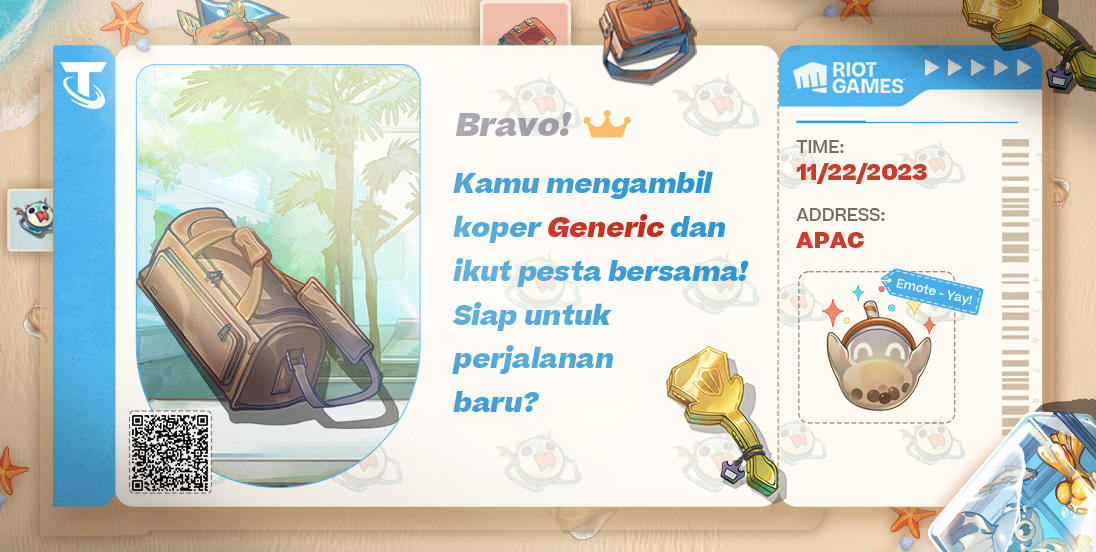 Bravo!
Kamu mengambil
koper Generic dan
ikut pesta bersama!
Siap untuk
perjalanan
baru?
RIOT
GAMES
TIME:
11/22/2023
ADDRESS:
APAC
Emote - Yay!